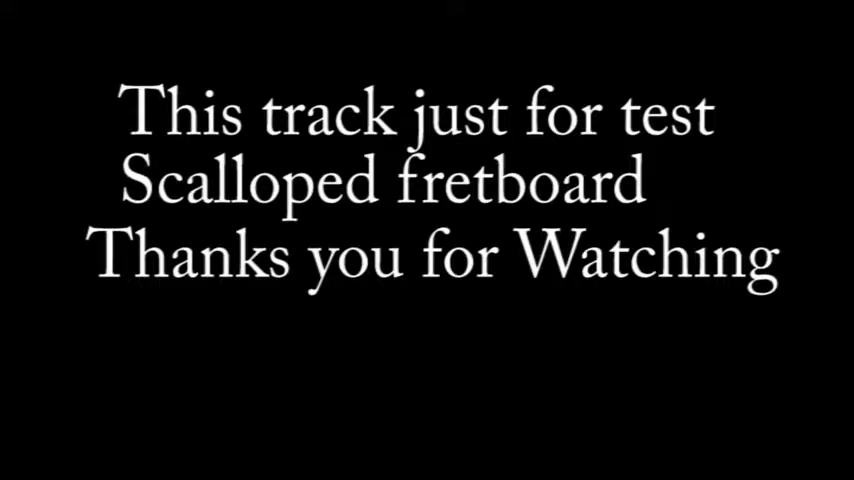 This track just for test
Scalloped fretboard
Thanks you for Watching